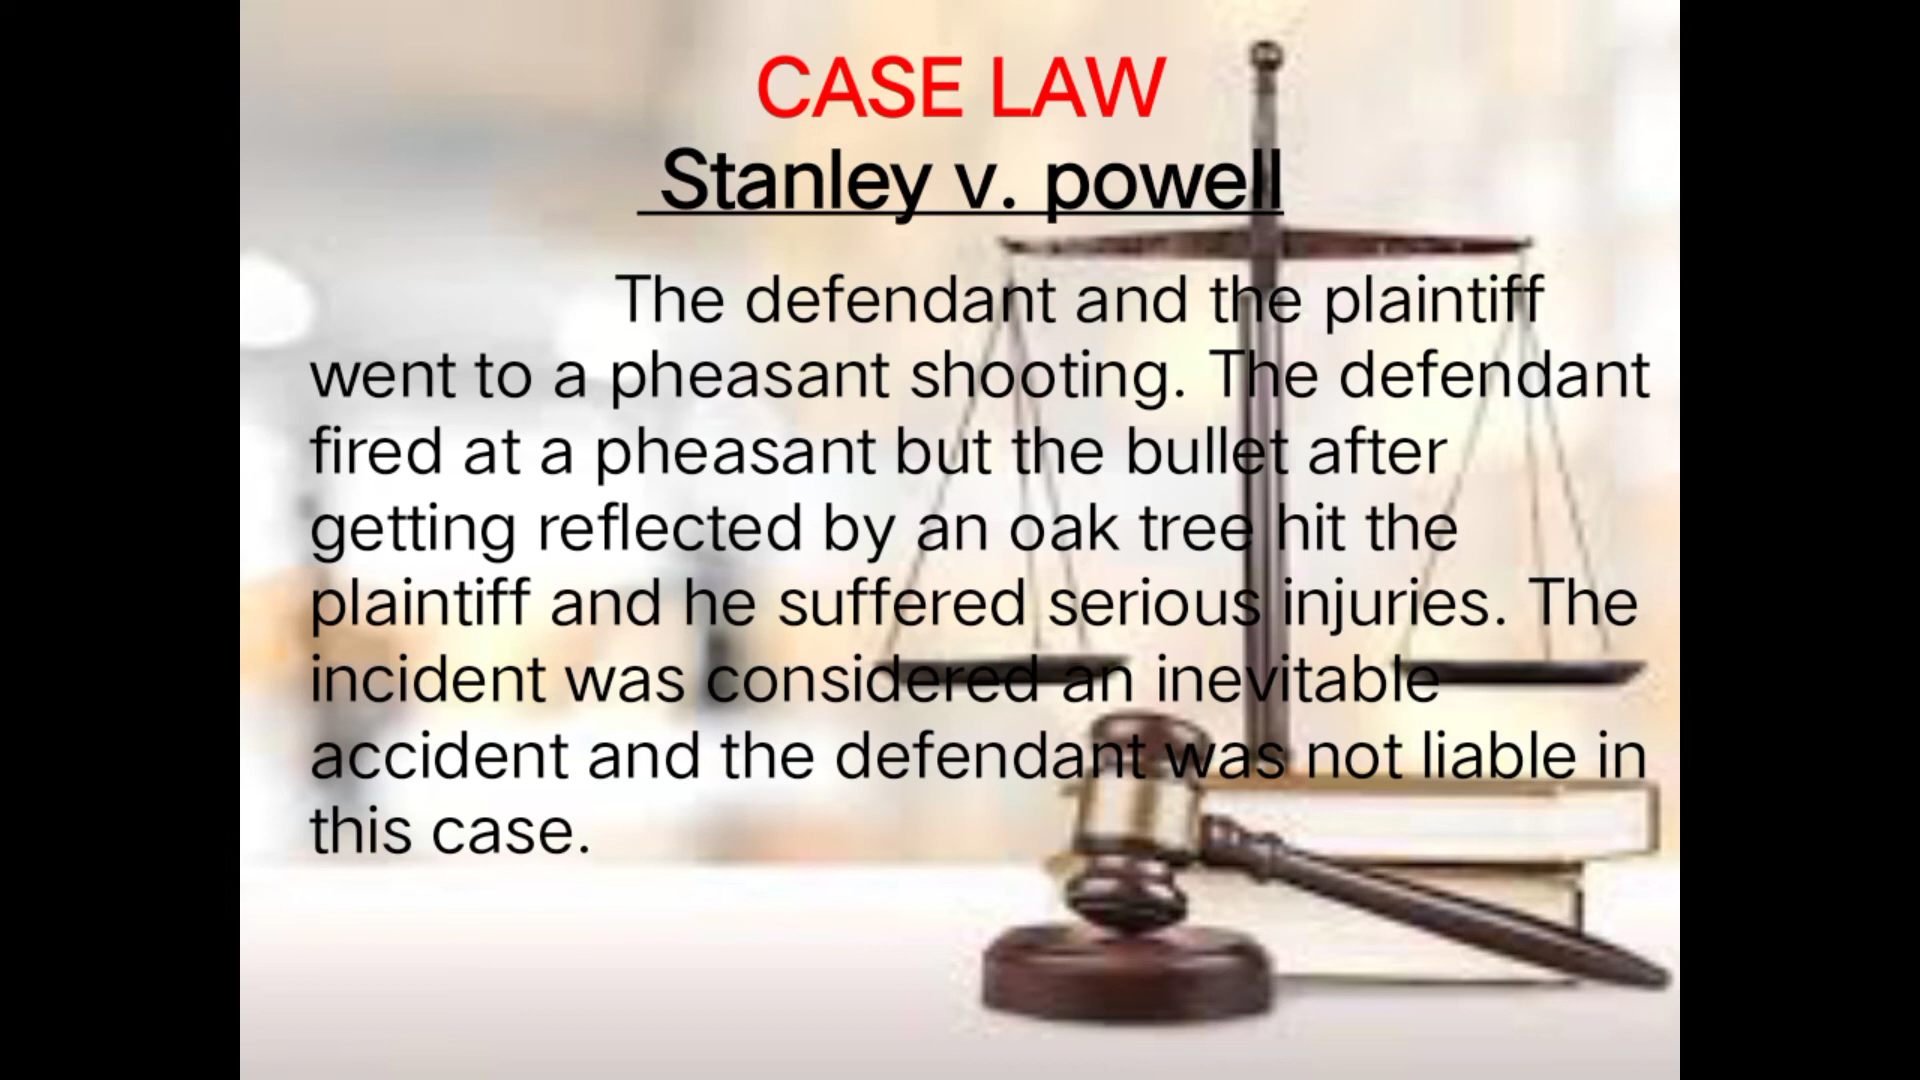 CASE LAW
Stanley v. powell
The defendant and the plaintiff
went to a pheasant shooting. The defendant
fired at a pheasant but the bullet after
getting reflected by an oak tree hit the
plaintiff and he suffered serious injuries. The
incident was considered an inevitable
accident and the defendant was not liable in
this case.